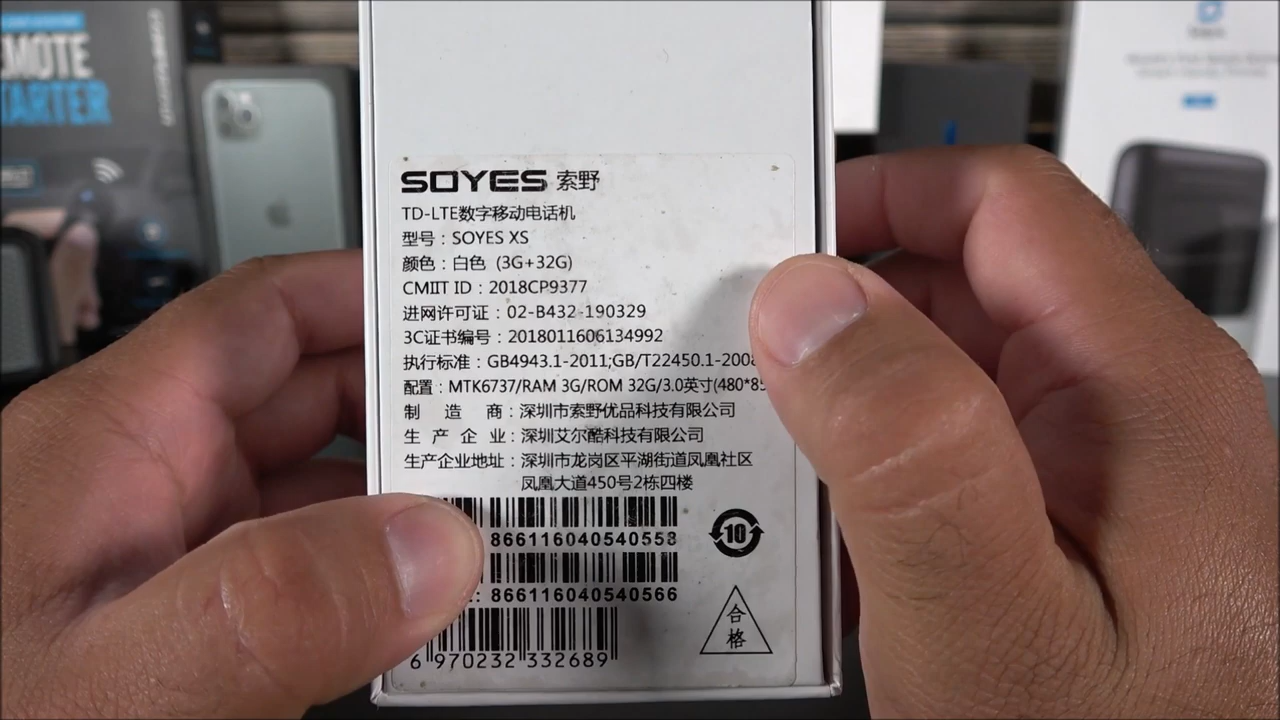 MOTE
ARTER
SOYES 索野
TD-LTE数字移动电话机
型号：SOYES XS
颜色：白色 (3G+32G)
CMIIT ID：2018CP9377
进网许可证：02-B432-190329
3C证书编号：2018011606134992
执行标准：GB4943.1-2011;GB/T22450.1-2008
配置：MTK6737/RAM 3G/ROM 32G/3.0英寸(480*85
制 造 商：深圳市索野优品科技有限公司
生 产 企 业：深圳艾尔酷科技有限公司
生产企业地址：深圳市龙岗区平湖街道凤凰社区
凤凰大道450号2栋四楼
866116040540558
10
: 866116040540566
合
格
6 970232 332689